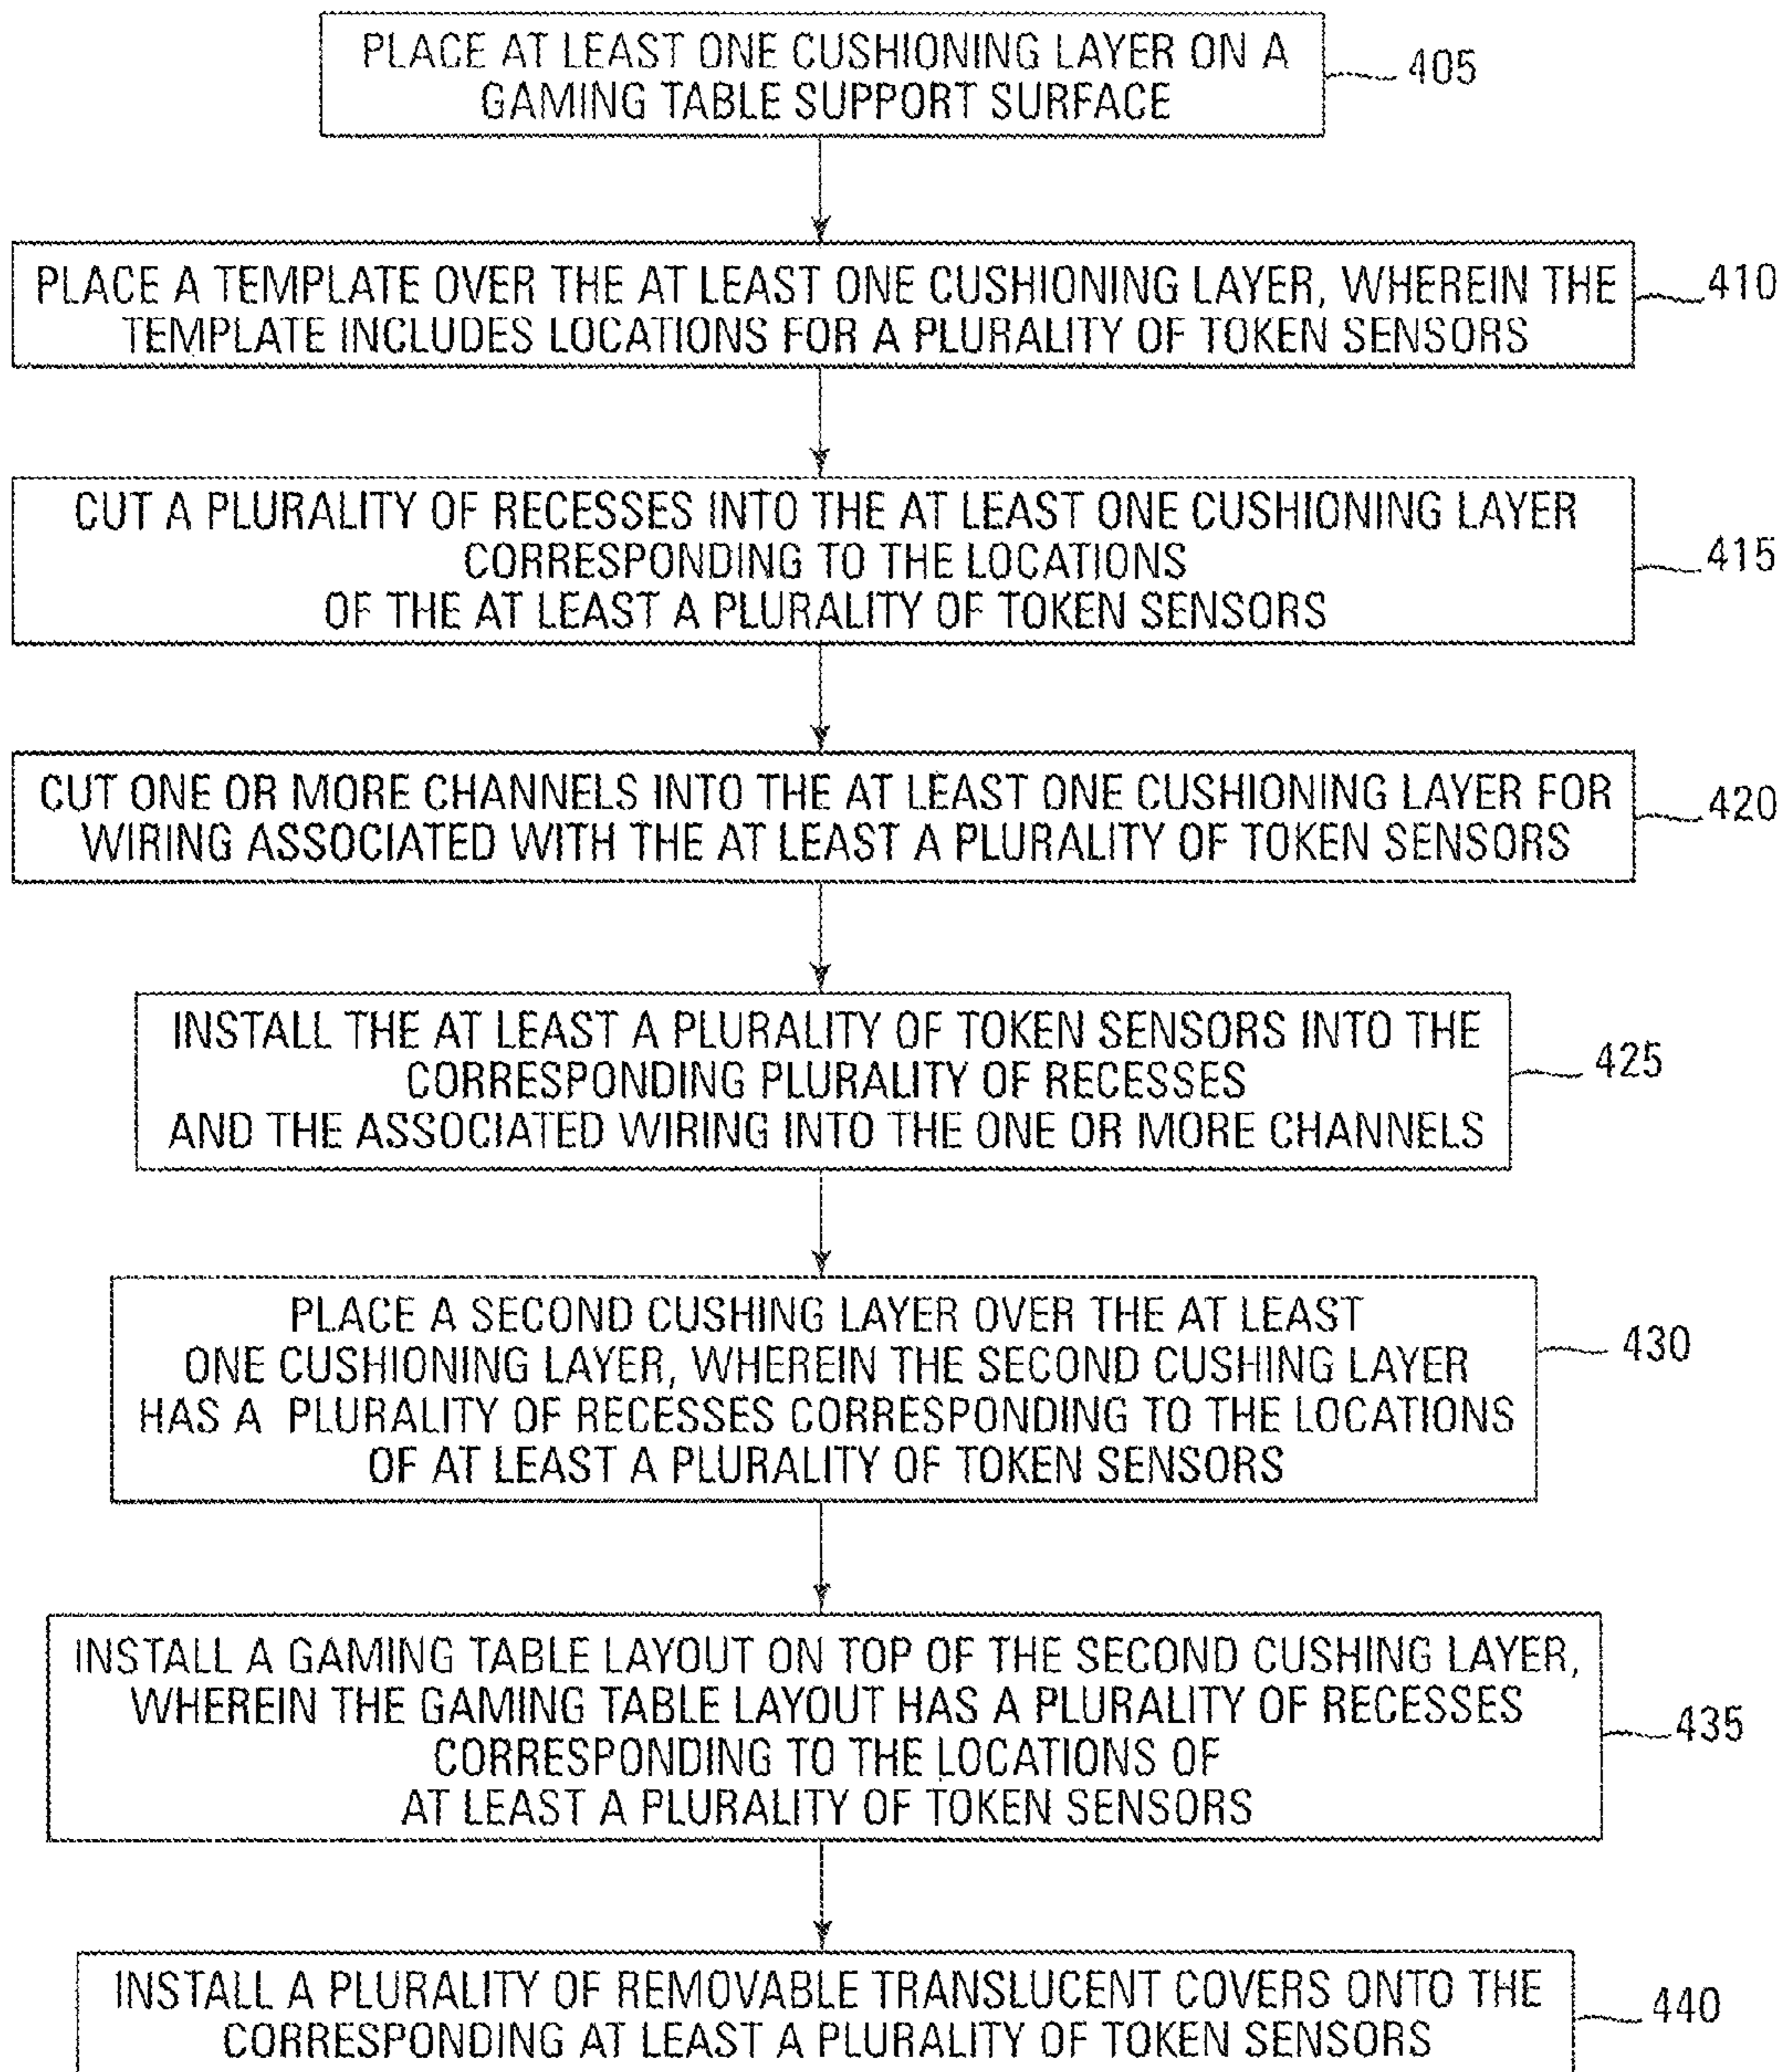 PLACE AT LEAST ONE CUSHIONING LAYER ON A
GAMING TABLE SUPPORT SURFACE
405
PLACE A TEMPLATE OVER THE AT LEAST ONE CUSHIONING LAYER, WHEREIN THE
TEMPLATE INCLUDES LOCATIONS FOR A PLURALITY OF TOKEN SENSORS
410
CUT A PLURALITY OF RECESSES INTO THE AT LEAST ONE CUSHIONING LAYER
CORRESPONDING TO THE LOCATIONS
OF THE AT LEAST A PLURALITY OF TOKEN SENSORS
415
CUT ONE OR MORE CHANNELS INTO THE AT LEAST ONE CUSHIONING LAYER FOR
WIRING ASSOCIATED WITH THE AT LEAST A PLURALITY OF TOKEN SENSORS
420
INSTALL THE AT LEAST A PLURALITY OF TOKEN SENSORS INTO THE
CORRESPONDING PLURALITY OF RECESSES
AND THE ASSOCIATED WIRING INTO THE ONE OR MORE CHANNELS
425
PLACE A SECOND CUSHING LAYER OVER THE AT LEAST
ONE CUSHIONING LAYER, WHEREIN THE SECOND CUSHING LAYER
HAS A PLURALITY OF RECESSES CORRESPONDING TO THE LOCATIONS
OF AT LEAST A PLURALITY OF TOKEN SENSORS
430
INSTALL A GAMING TABLE LAYOUT ON TOP OF THE SECOND CUSHING LAYER,
WHEREIN THE GAMING TABLE LAYOUT HAS A PLURALITY OF RECESSES
CORRESPONDING TO THE LOCATIONS OF
AT LEAST A PLURALITY OF TOKEN SENSORS
435
INSTALL A PLURALITY OF REMOVABLE TRANSLUCENT COVERS ONTO THE
CORRESPONDING AT LEAST A PLURALITY OF TOKEN SENSORS
440